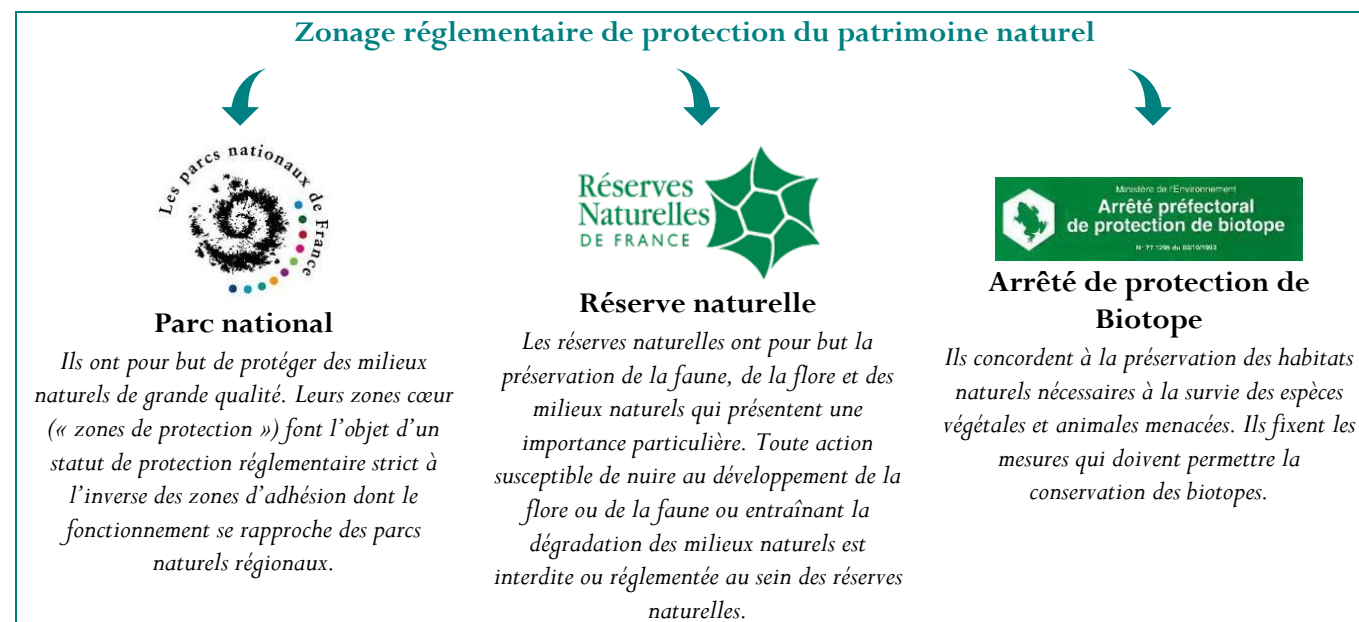 Zonage réglementaire de protection du patrimoine naturel
Les parcs nationaux de France
Parc national
Ils ont pour but de protéger des milieux
naturels de grande qualité. Leurs zones cœur
(« zones de protection ») font l'objet d'un
statut de protection réglementaire strict à
l'inverse des zones d'adhésion dont le
fonctionnement se rapproche des parcs
naturels régionaux.
Réserves
Naturelles
DE FRANCE
Réserve naturelle
Les réserves naturelles ont pour but la
préservation de la faune, de la flore et des
milieux naturels qui présentent une
importance particulière. Toute action
susceptible de nuire au développement de la
flore ou de la faune ou entraînant la
dégradation des milieux naturels est
interdite ou réglementée au sein des réserves
naturelles.
Ministère de l'Environnement
Arrêté préfectoral
de protection de biotope
Arrêté de protection de
Biotope
Ils concordent à la préservation des habitats
naturels nécessaires à la survie des espèces
végétales et animales menacées. Ils fixent les
mesures qui doivent permettre la
conservation des biotopes.